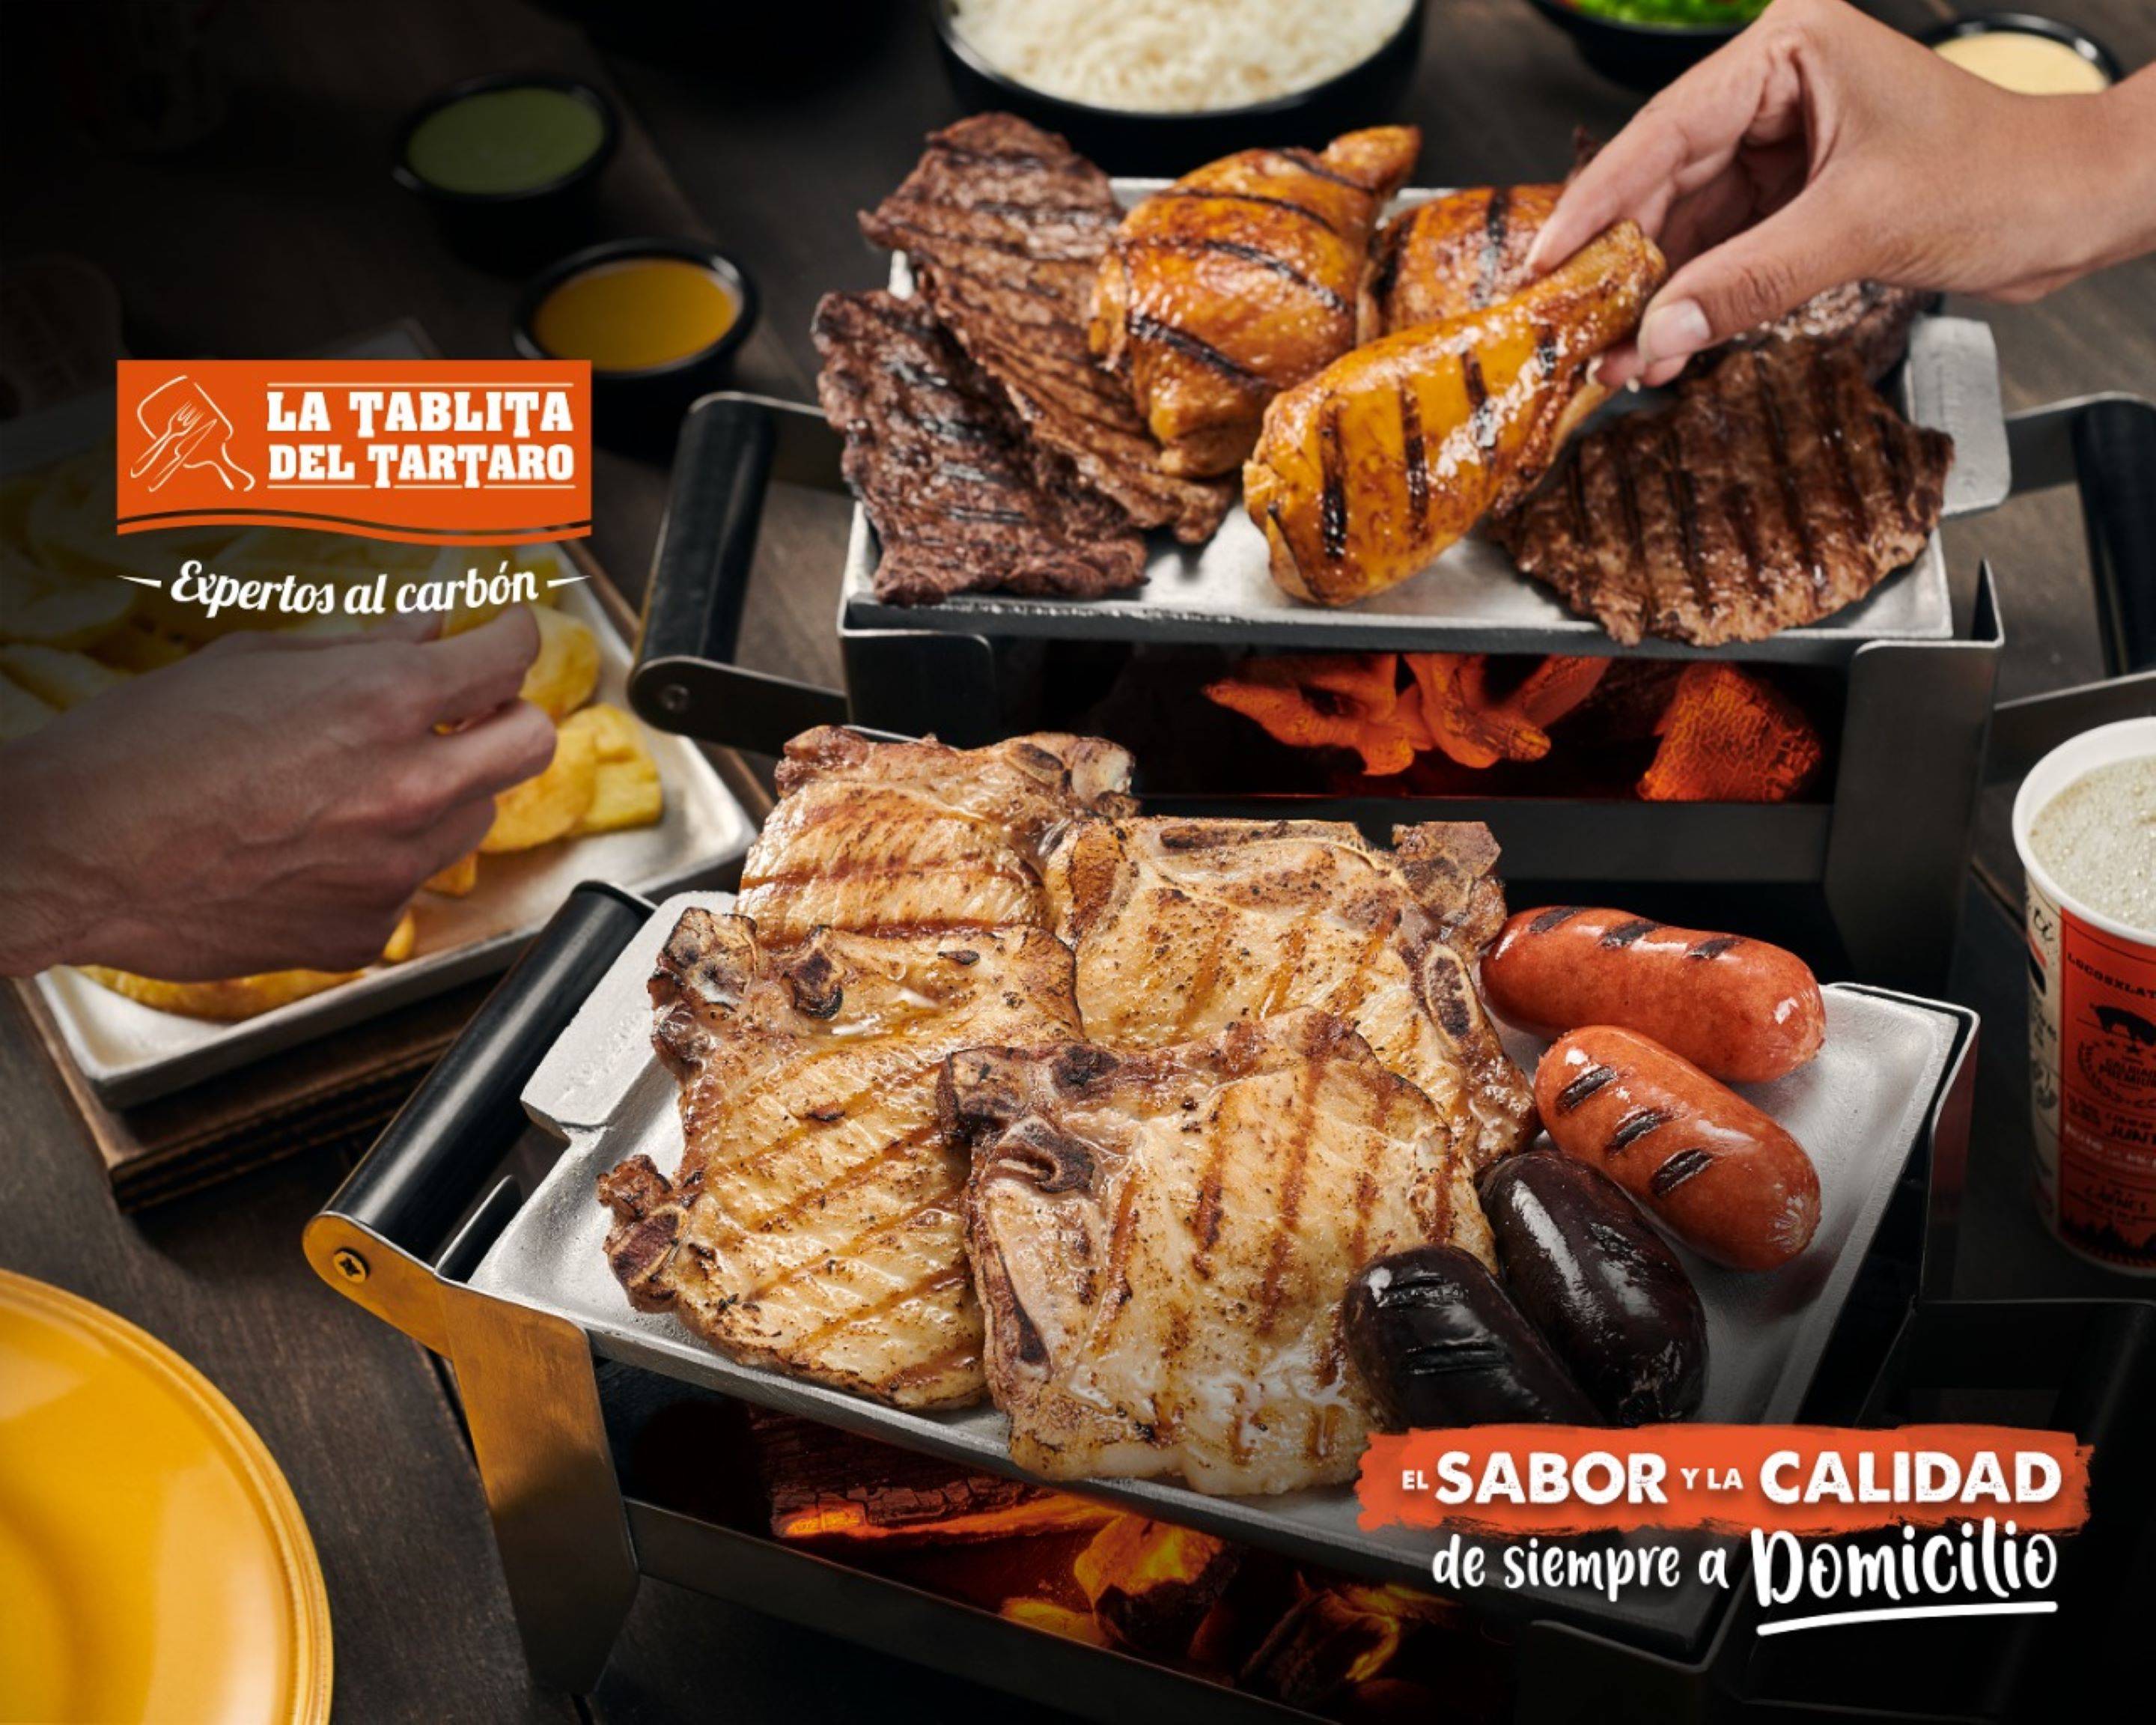 LA TABLITA
DEL TARTARO
Expertos al carbón
EL SABOR Y LA CALIDAD
de siempre a Domicilio